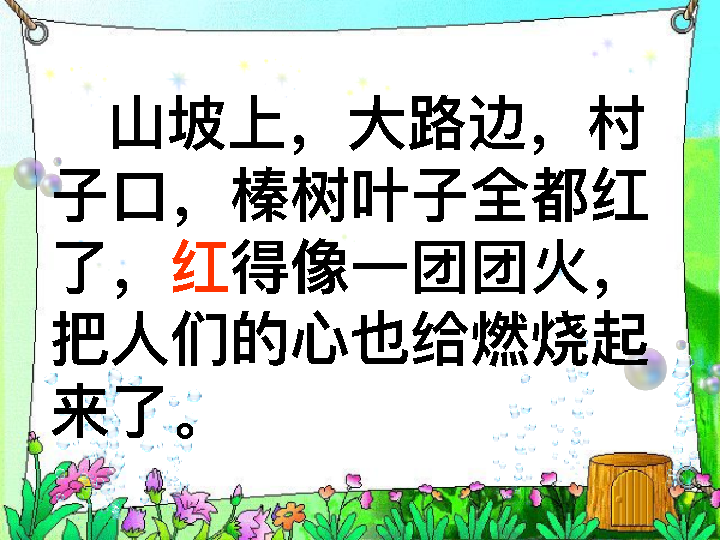 山坡上，大路边，村
子口，榛树叶子全都红
了，红得像一团团火，
把人们的心也给燃烧起
来了。